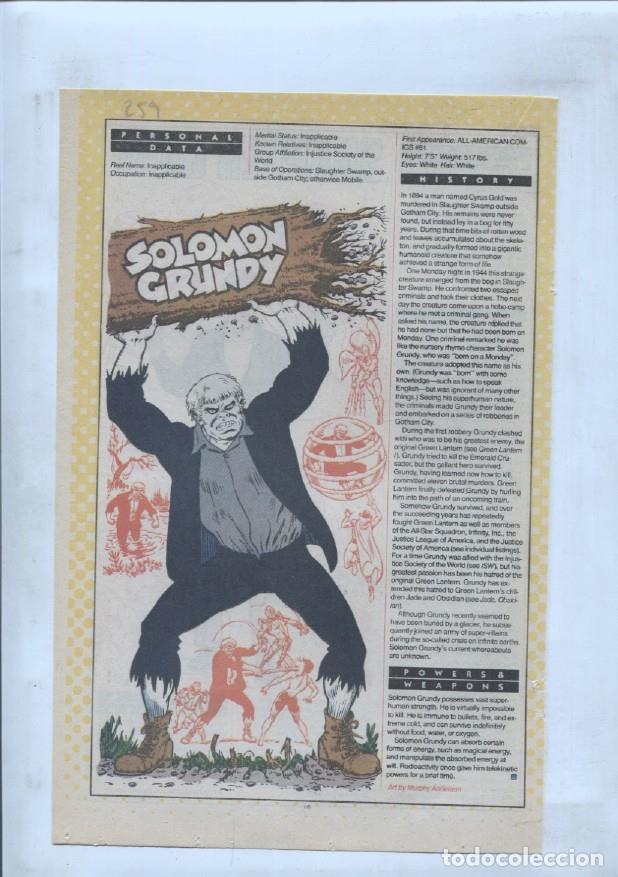 259
PERSONAL
DATA
Real Name: Inapplicable
Occupation: Inapplicable
Marital Status: Inapplicable
Known Relatives: Inapplicable
Group Affiliation: Injustice Society of the
World
Base of Operations: Slaughter Swamp, out-
side Gotham City; otherwise Mobile.
First Appearance: ALL-AMERICAN COM-
ICS #61
Height: 7'5" Weight: 517 lbs.
Eyes: White Hair: White
HISTORY
In 1894 a man named Cyrus Gold was
murdered in Slaughter Swamp outside
Gotham City. His remains were never
found, but instead lay in a bog for fifty
years. During that time bits of rotten wood
and leaves accumulated about the skele-
ton, and gradually formed into a gigantic
humanoid creature that somehow
achieved a strange form of life.
One Monday night in 1944 this strange
creature emerged from the bog in Slaugh-
ter Swamp. He confronted two escaped
criminals and took their clothes. The next
day the creature came upon a hobo camp
where he met a criminal gang. When
asked his name, the creature replied that
he had none but that he had been born on
Monday. One criminal remarked he was
like the nursery rhyme character Solomon
Grundy, who was "born on a Monday".
The creature adopted this name as his
own. (Grundy was "born" with some
knowledge—such as how to speak
English—but was ignorant of many other
things.) Seeing his superhuman nature,
the criminals made Grundy their leader
and embarked on a series of robberies in
Gotham City.
During the first robbery Grundy clashed
with who was to be his greatest enemy, the
original Green Lantern (see Green Lantern
I). Grundy tried to kill the Emerald Cru-
sader, but the gallant hero survived.
Grundy, having learned now how to kill,
committed eleven brutal murders. Green
Lantern finally defeated Grundy by hurling
him into the path of an oncoming train.
Somehow Grundy survived, and over
the succeeding years has repeatedly
fought Green Lantern as well as members
of the All-Star Squadron, Infinity, Inc., the
Justice League of America, and the Justice
Society of America (see individual listings).
For a time Grundy was allied with the Injus-
tice Society of the World (see ISW), but his
greatest passion has been his hatred of the
original Green Lantern. Grundy has ex-
tended this hatred to Green Lantern's chil-
dren Jade and Obsidian (see Jade, Obsid-
ian).
Although Grundy recently seemed to
have been buried by a glacier, he subse-
quently joined an army of super-villains
during the so-called crisis on infinite earths.
Solomon Grundy's current whereabouts
are unknown.
POWERS &
WEAPONS
Solomon Grundy possesses vast super-
human strength. He is virtually impossible
to kill. He is immune to bullets, fire, and ex-
treme cold, and can survive indefinitely
without food, water, or oxygen.
Solomon Grundy can absorb certain
forms of energy, such as magical energy,
and manipulate the absorbed energy at
will. Radioactivity once gave him telekinetic
powers for a brief time.
Art by Murphy Anderson
SOLOMON
GRUNDY
todocoleccion